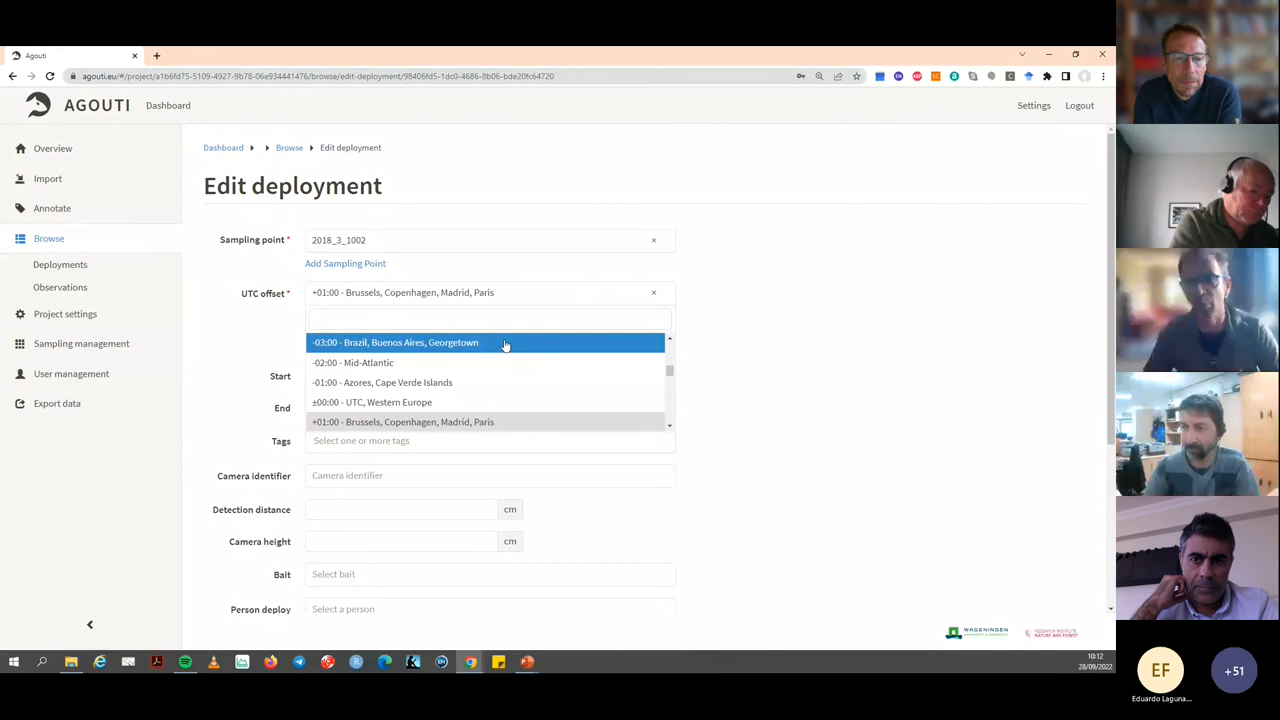 Agouti
agouti.eu/#/project/a1b6fd75-5109-4927-9b78-06e934441476/browse/edit-deployment/98406fd5-1dc0-4686-8b06-bde20fc64720
AGOUTI
Dashboard
Settings
Logout
Overview
Import
Annotate
Browse
Deployments
Observations
Project settings
Sampling management
User management
Export data
Dashboard
Browse
Edit deployment
Edit deployment
Sampling point *
2018_3_1002
Add Sampling Point
UTC offset *
+01:00 - Brussels, Copenhagen, Madrid, Paris
-03:00 - Brazil, Buenos Aires, Georgetown
-02:00 - Mid-Atlantic
-01:00 - Azores, Cape Verde Islands
±00:00 - UTC, Western Europe
+01:00 - Brussels, Copenhagen, Madrid, Paris
Start
End
Tags
Select one or more tags
Camera identifier
Camera identifier
Detection distance
cm
Camera height
cm
Bait
Select bait
Person deploy
Select a person
WAGENINGEN
RESEARCH INSTITUTE
NATURE AND FOREST
10:12
28/09/2022
EF
Eduardo Laguna...
+51